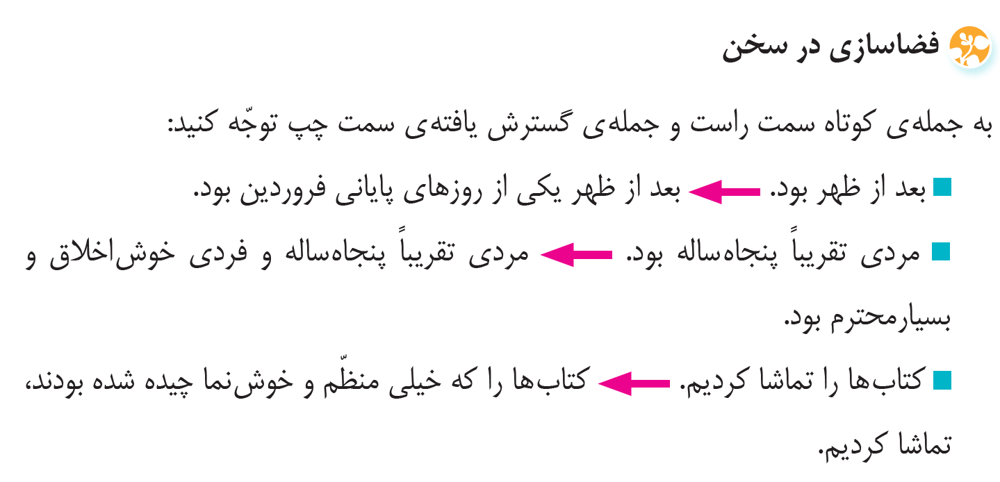 فضاسازی در سخن
به جمله‌ی کوتاه سمت راست و جمله‌ی گسترش یافته‌ی سمت چپ توجّه کنید:
بعد از ظهر بود. بعد از ظهر یکی از روزهای پایانی فروردین بود.
مردی تقریباً پنجاه‌ساله بود. مردی تقریباً پنجاه‌ساله و فردی خوش‌اخلاق و
بسیارمحترم بود.
کتاب‌ها را تماشا کردیم. کتاب‌ها را که خیلی منظّم و خوش‌نما چیده شده بودند،
تماشا کردیم.